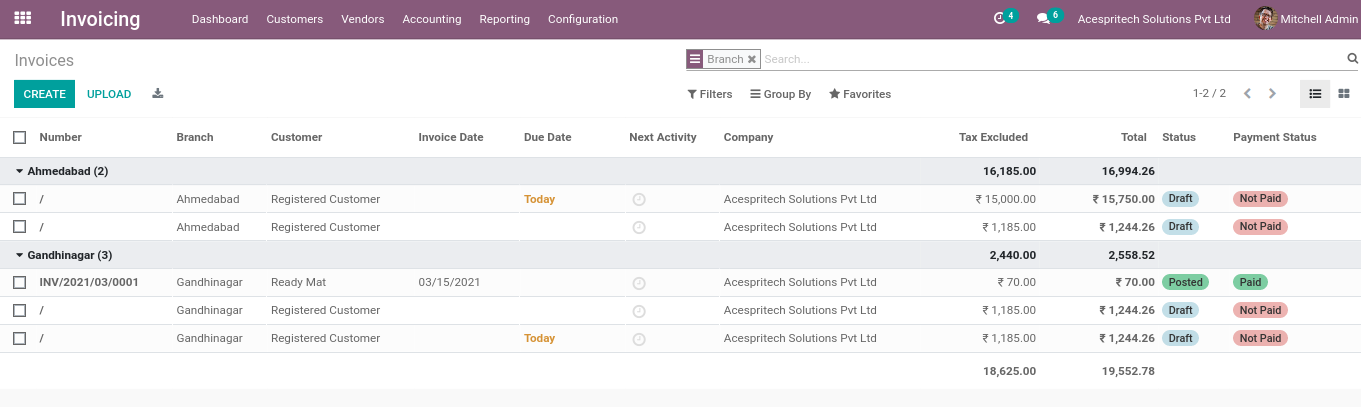 Invoicing Dashboard Customers Vendors Accounting Reporting Configuration 4 6 Acespritech Solutions Pvt Ltd Mitchell Admin
Invoices Branch Search...
CREATE UPLOAD Filters Group By Favorites 1-2 / 2
Number Branch Customer Invoice Date Due Date Next Activity Company Tax Excluded Total Status Payment Status
Ahmedabad (2) 16,185.00 16,994.26
/ Ahmedabad Registered Customer Today Acespritech Solutions Pvt Ltd ₹ 15,000.00 ₹ 15,750.00 Draft Not Paid
/ Ahmedabad Registered Customer Acespritech Solutions Pvt Ltd ₹ 1,185.00 ₹ 1,244.26 Draft Not Paid
Gandhinagar (3) 2,440.00 2,558.52
INV/2021/03/0001 Gandhinagar Ready Mat 03/15/2021 Acespritech Solutions Pvt Ltd ₹ 70.00 ₹ 70.00 Posted Paid
/ Gandhinagar Registered Customer Acespritech Solutions Pvt Ltd ₹ 1,185.00 ₹ 1,244.26 Draft Not Paid
/ Gandhinagar Registered Customer Today Acespritech Solutions Pvt Ltd ₹ 1,185.00 ₹ 1,244.26 Draft Not Paid
18,625.00 19,552.78